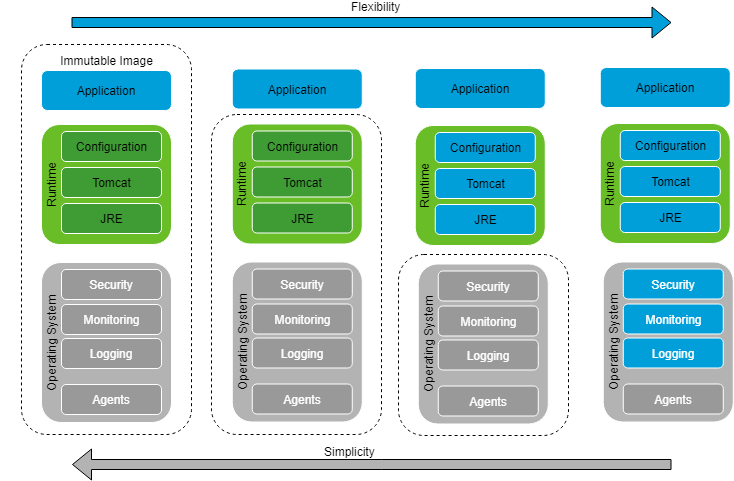 Flexibility
Immutable Image
Application
Runtime
Configuration
Tomcat
JRE
Operating System
Security
Monitoring
Logging
Agents
Application
Runtime
Configuration
Tomcat
JRE
Operating System
Security
Monitoring
Logging
Agents
Application
Runtime
Configuration
Tomcat
JRE
Operating System
Security
Monitoring
Logging
Agents
Application
Runtime
Configuration
Tomcat
JRE
Operating System
Security
Monitoring
Logging
Agents
Simplicity